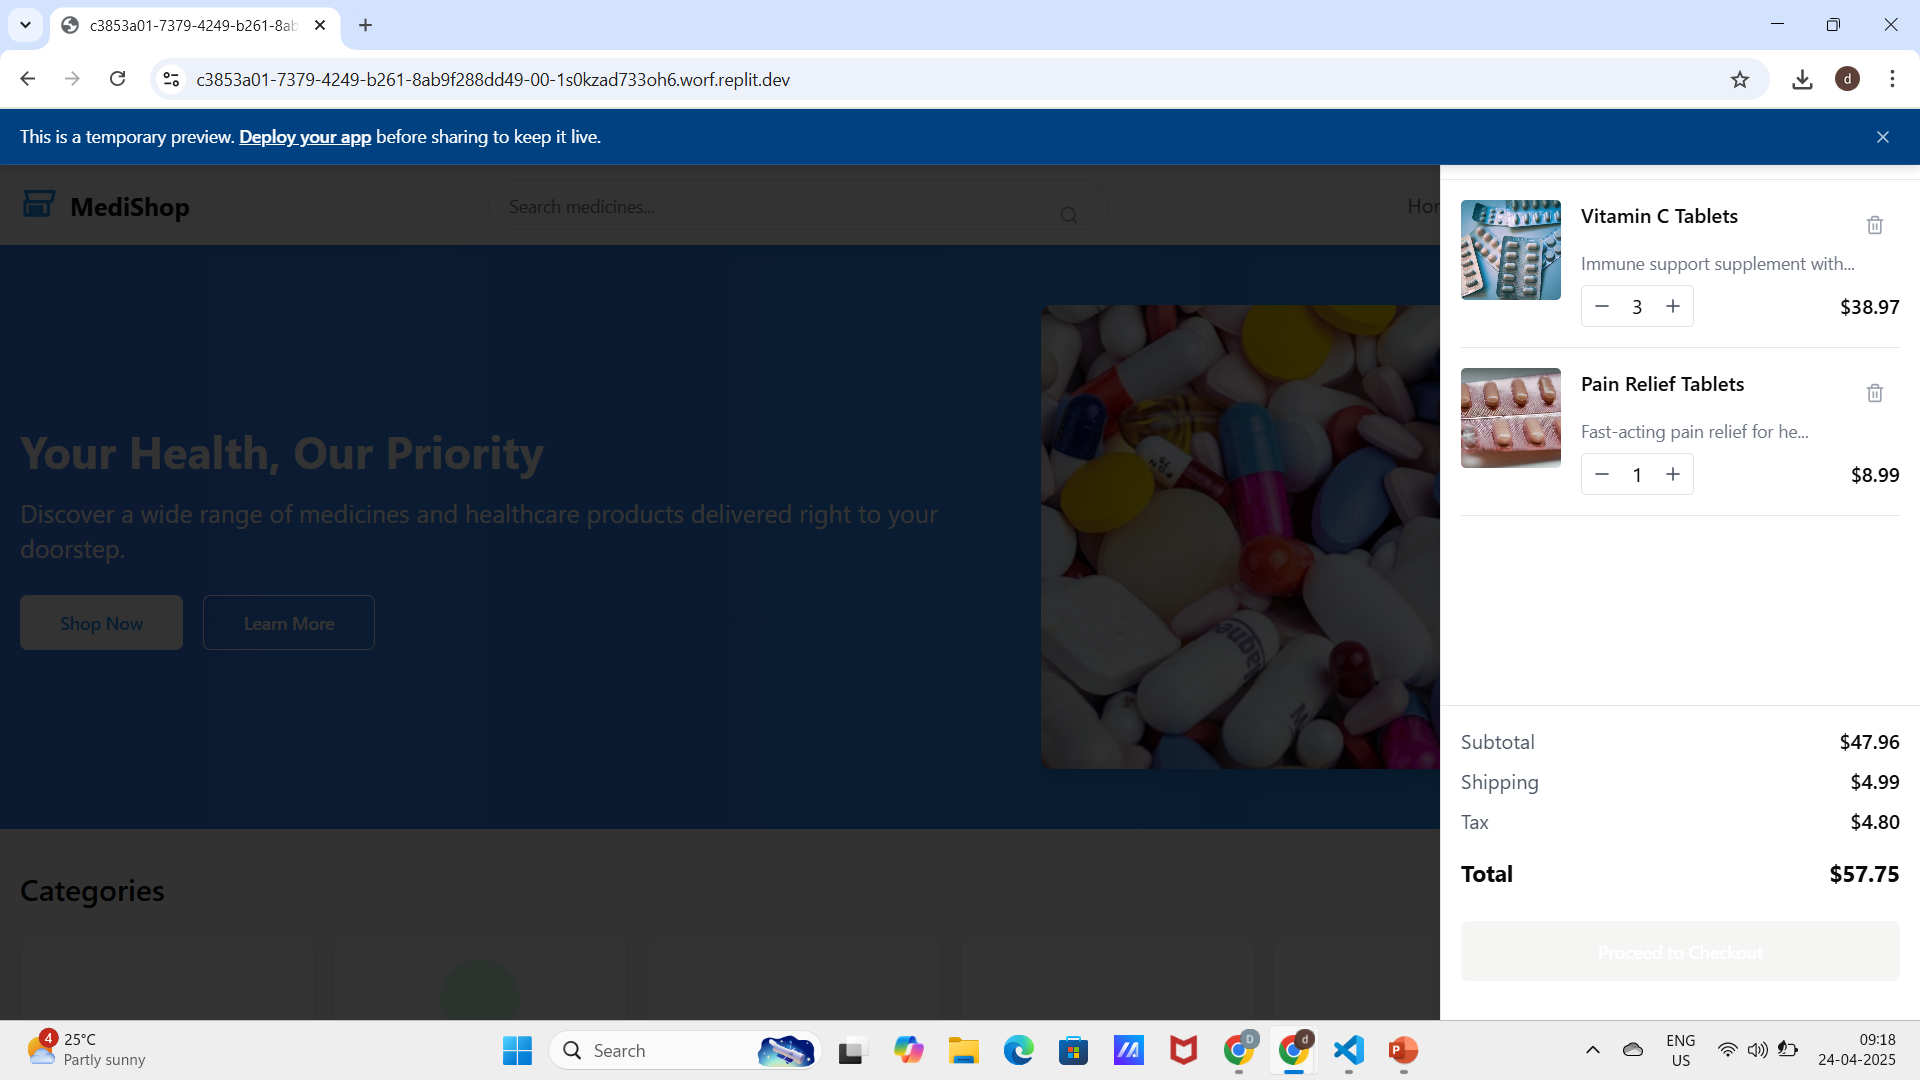 c3853a01-7379-4249-b261-8ab
c3853a01-7379-4249-b261-8ab9f288dd49-00-1s0kzad733oh6.worf.replit.dev
d
This is a temporary preview. Deploy your app before sharing to keep it live.
MediShop
Search medicines...
Hor
Your Health, Our Priority
Discover a wide range of medicines and healthcare products delivered right to your
doorstep.
Shop Now
Learn More
Categories
Vitamin C Tablets
Immune support supplement with...
3
$38.97
Pain Relief Tablets
Fast-acting pain relief for he...
1
$8.99
Subtotal
$47.96
Shipping
$4.99
Tax
$4.80
Total
$57.75
Proceed to Checkout
4
25°C
Partly sunny
Search
D
d
ENG
US
09:18
24-04-2025